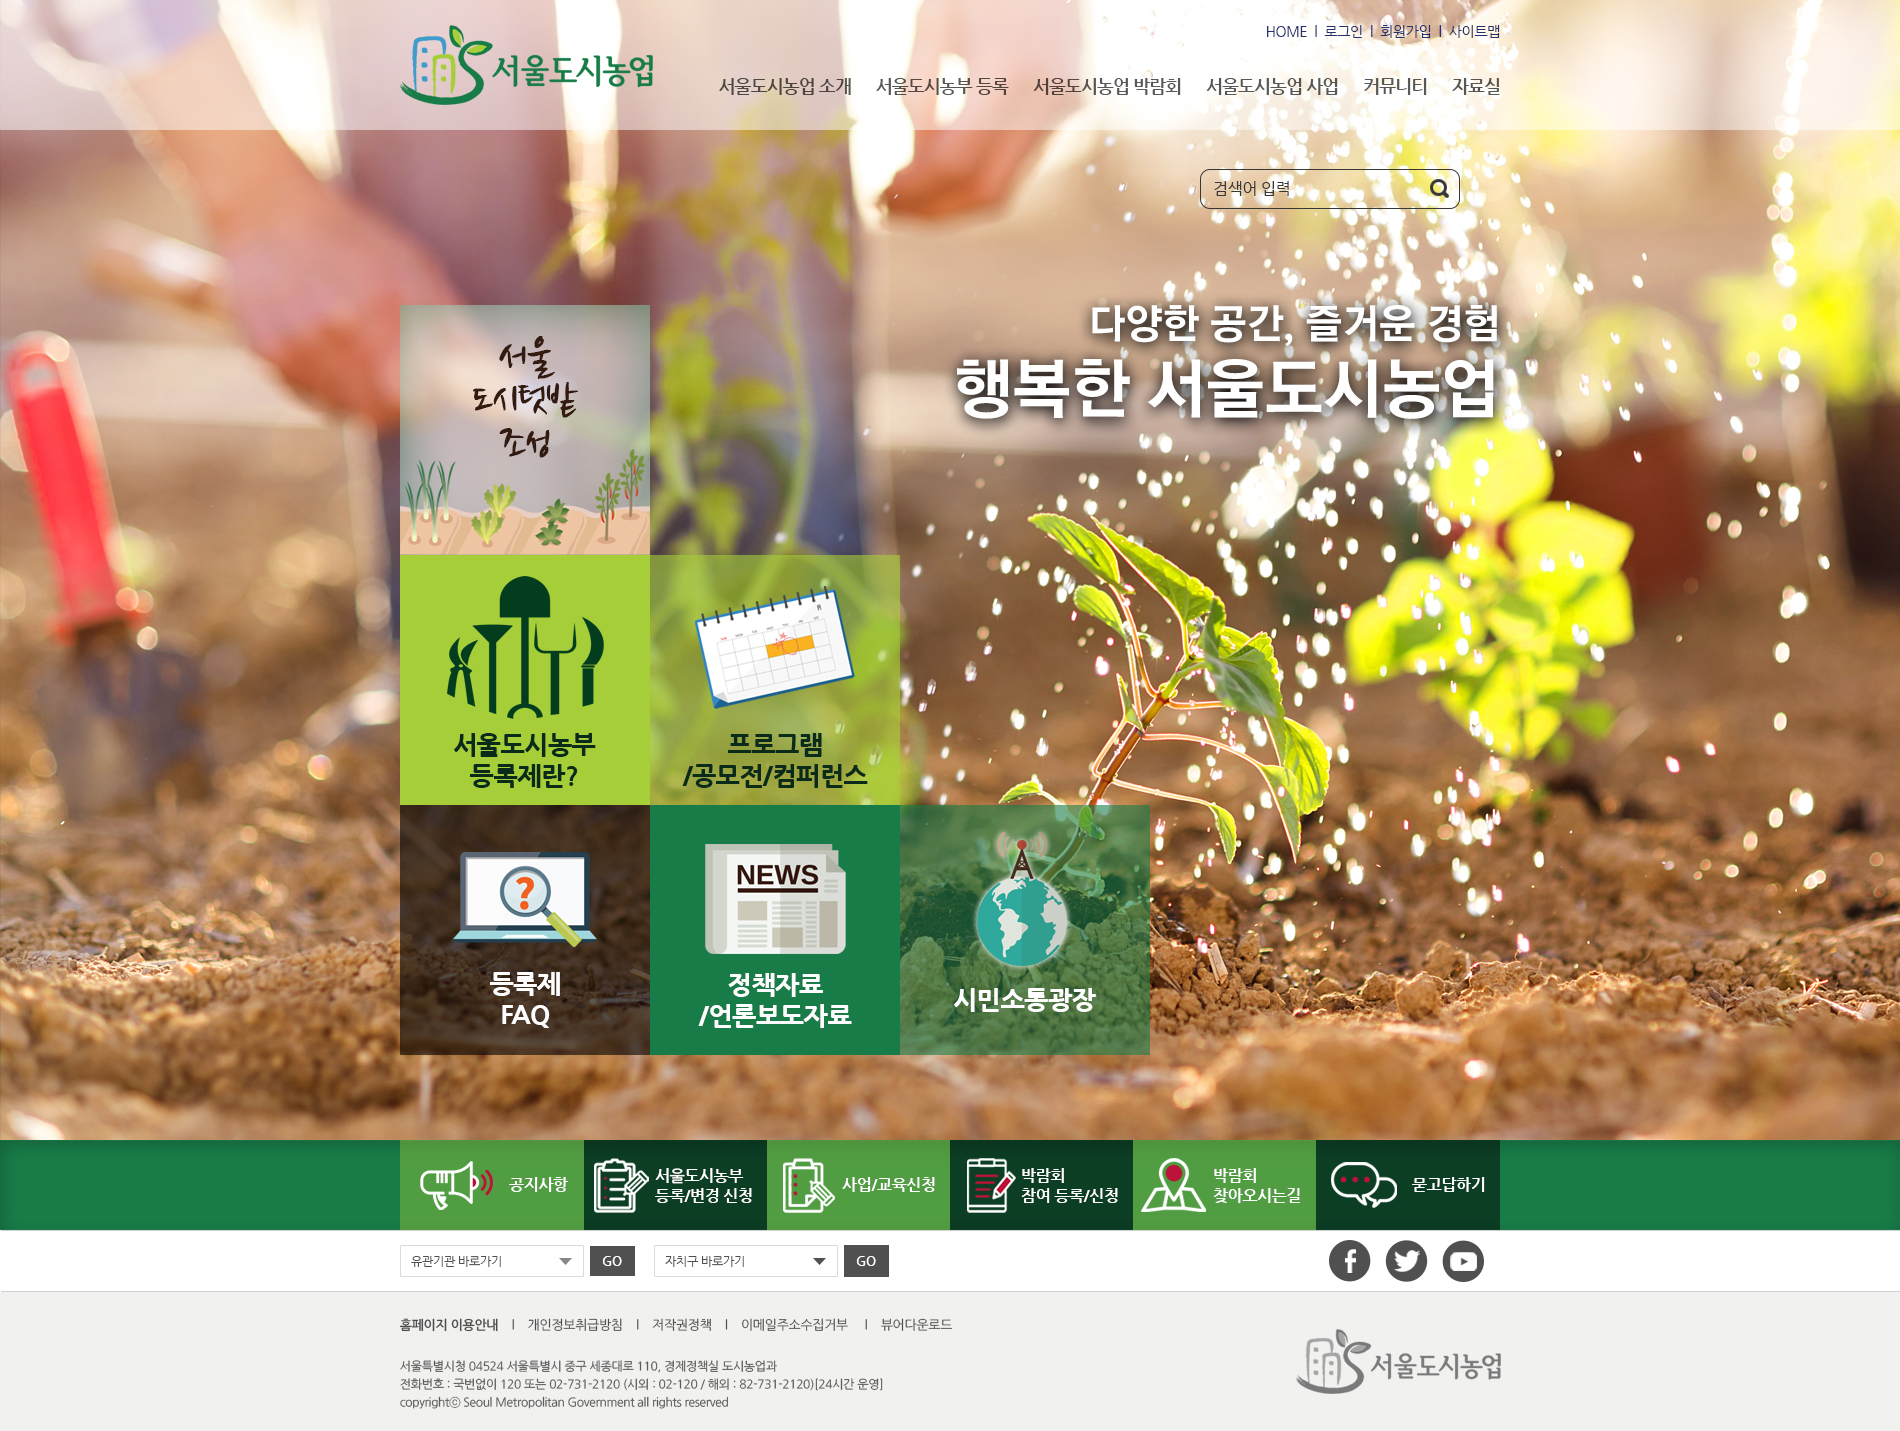 서울도시농업
HOME | 로그인 | 회원가입 | 사이트맵
서울도시농업 소개 서울도시농부 등록 서울도시농업 박람회 서울도시농업 사업 커뮤니티 자료실
검색어 입력
다양한 공간, 즐거운 경험
행복한 서울도시농업
서울
도시텃밭
조성
서울도시농부
등록제란?
프로그램
/공모전/컴퍼런스
등록제
FAQ
NEWS
정책자료
/언론보도자료
시민소통광장
공지사항
서울도시농부
등록/변경 신청
사업/교육신청
박람회
참여 등록/신청
박람회
찾아오시는길
묻고답하기
유관기관 바로가기 GO 자치구 바로가기 GO
홈페이지 이용안내 | 개인정보취급방침 | 저작권정책 | 이메일주소수집거부 | 뷰어다운로드
서울특별시청 04524 서울특별시 중구 세종대로 110, 경제정책실 도시농업과
전화번호 : 국번없이 120 또는 02-731-2120 (시외 : 02-120 / 해외 : 82-731-2120)[24시간 운영]
copyrightⓒ Seoul Metropolitan Government all rights reserved
서울도시농업